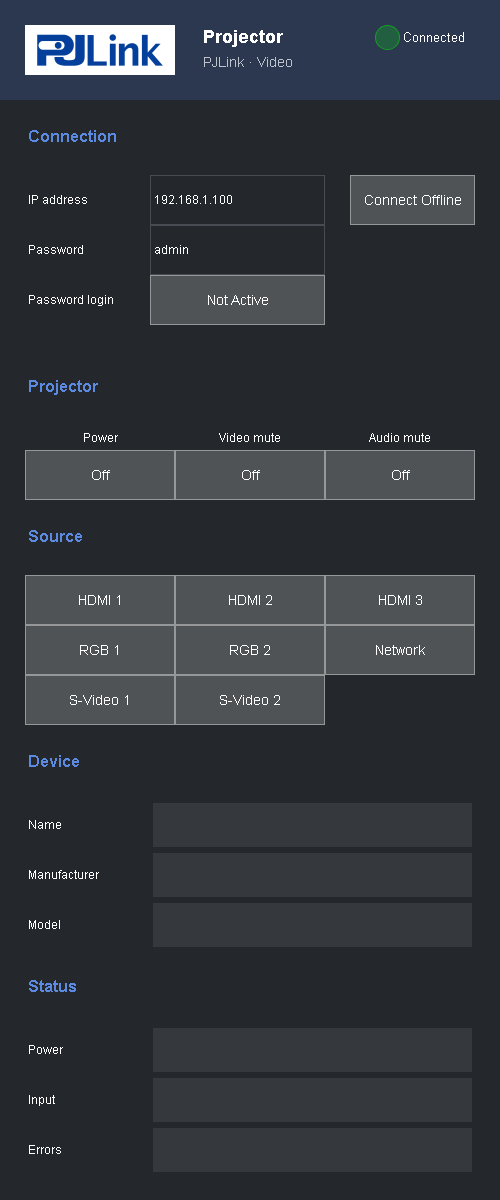 PJLink
Projector
PJLink · Video
Connected
Connection
IP address
192.168.1.100
Connect Offline
Password
admin
Password login
Not Active
Projector
Power
Video mute
Audio mute
Off
Off
Off
Source
HDMI 1
HDMI 2
HDMI 3
RGB 1
RGB 2
Network
S-Video 1
S-Video 2
Device
Name
Manufacturer
Model
Status
Power
Input
Errors